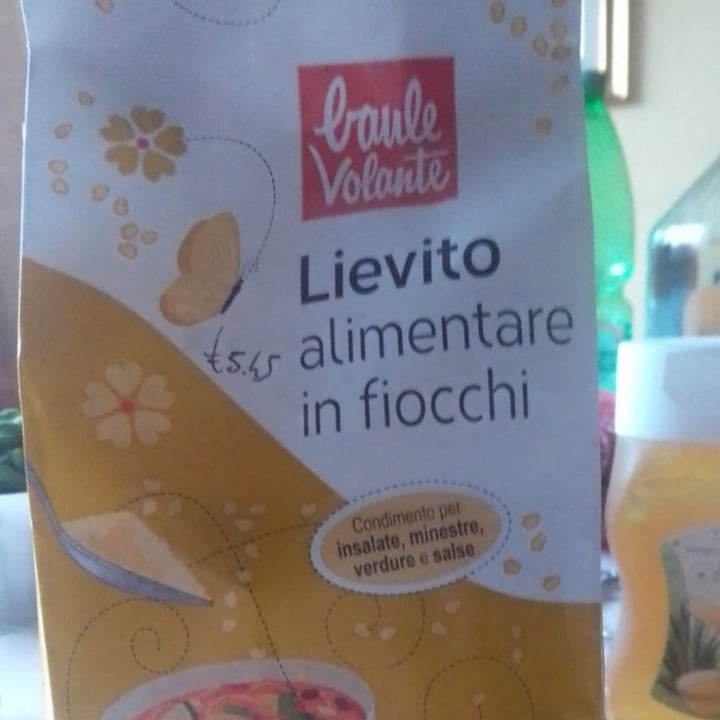 baule
volante
Lievito
alimentare
in fiocchi
€5.45
Condimento per
insalate, minestre,
verdure e salse